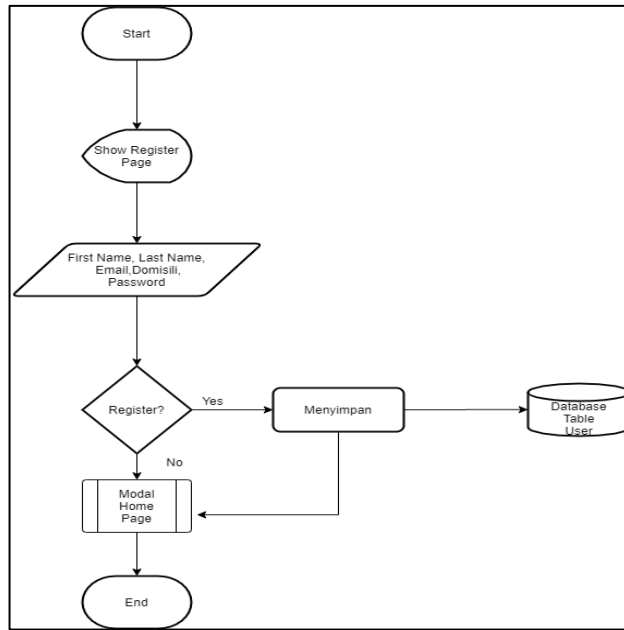 Start
Show Register
Page
First Name, Last Name,
Email,Domisili,
Password
Register?
Yes
Menyimpan
Database
Table
User
No
Modal
Home
Page
End